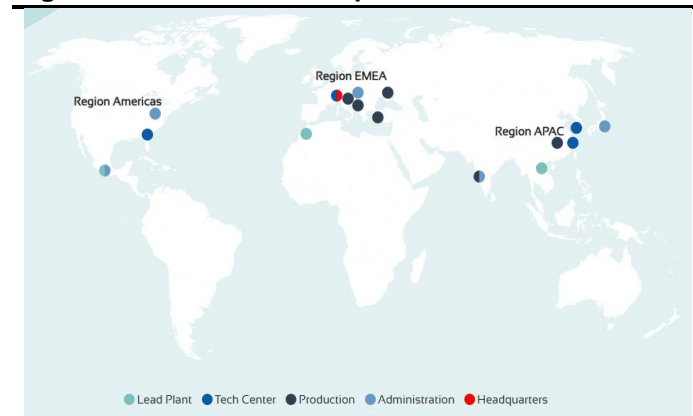 Region EMEA
Region Americas
Region APAC
Lead Plant Tech Center Production Administration Headquarters